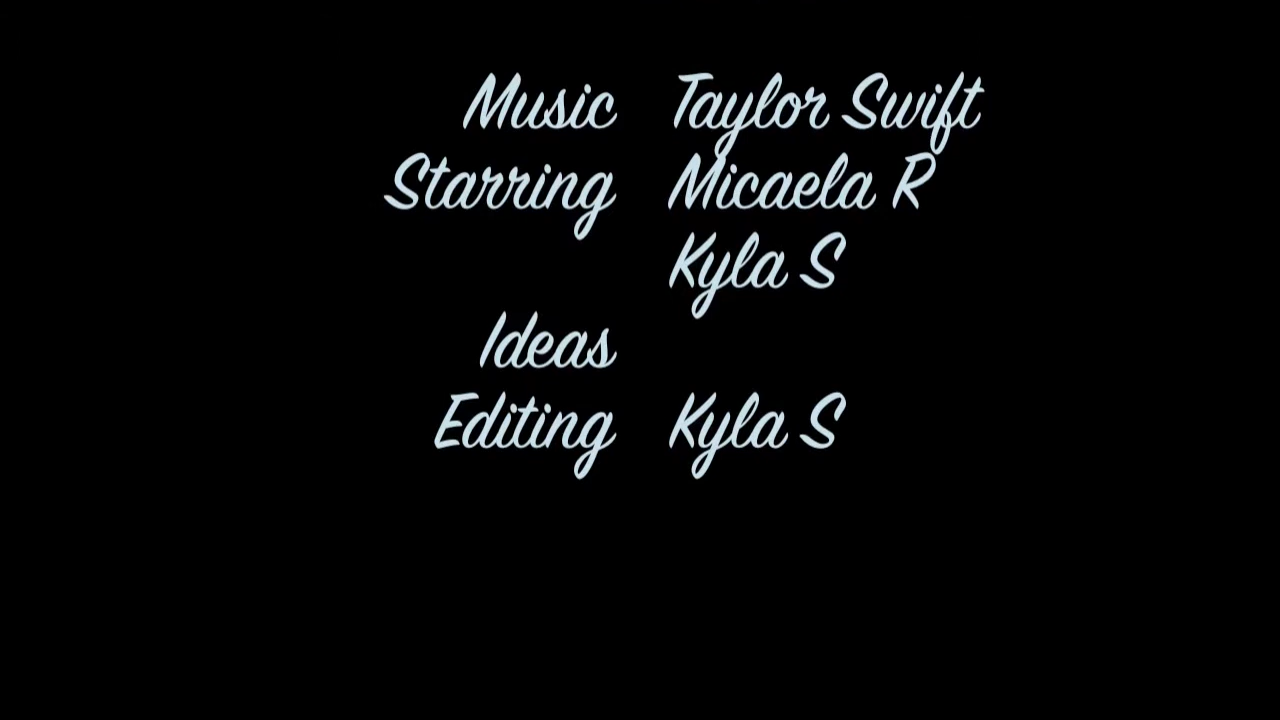 Music Taylor Swift
Starring Micaela R
Kyla S
Ideas
Editing Kyla S